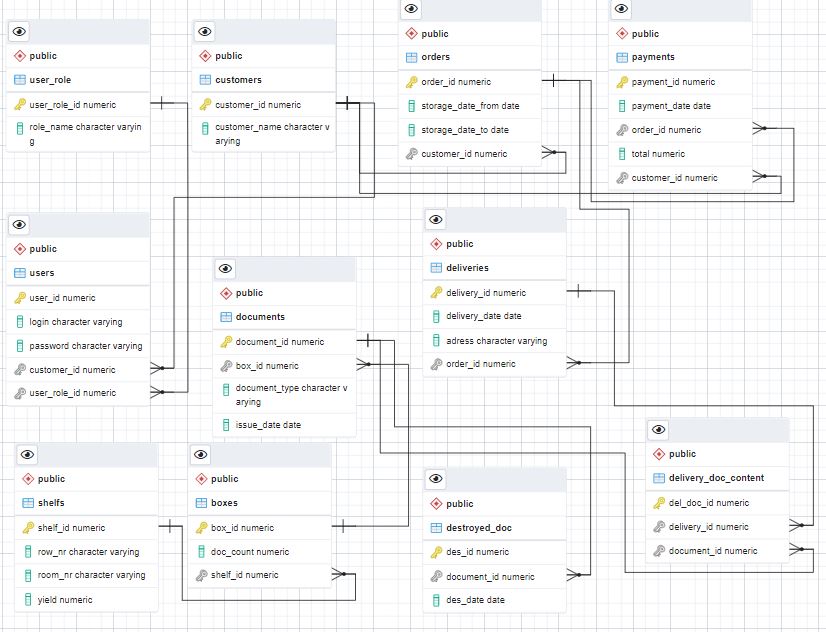 public
user_role
user_role_id numeric
role_name character varyin
g
public
customers
customer_id numeric
customer_name character v
arying
public
orders
order_id numeric
storage_date_from date
storage_date_to date
customer_id numeric
public
payments
payment_id numeric
payment_date date
order_id numeric
total numeric
customer_id numeric
public
users
user_id numeric
login character varying
password character varying
customer_id numeric
user_role_id numeric
public
documents
document_id numeric
box_id numeric
document_type character v
arying
issue_date date
public
deliveries
delivery_id numeric
delivery_date date
adress character varying
order_id numeric
public
shelfs
shelf_id numeric
row_nr character varying
room_nr character varying
yield numeric
public
boxes
box_id numeric
doc_count numeric
shelf_id numeric
public
destroyed_doc
des_id numeric
document_id numeric
des_date date
public
delivery_doc_content
del_doc_id numeric
delivery_id numeric
document_id numeric